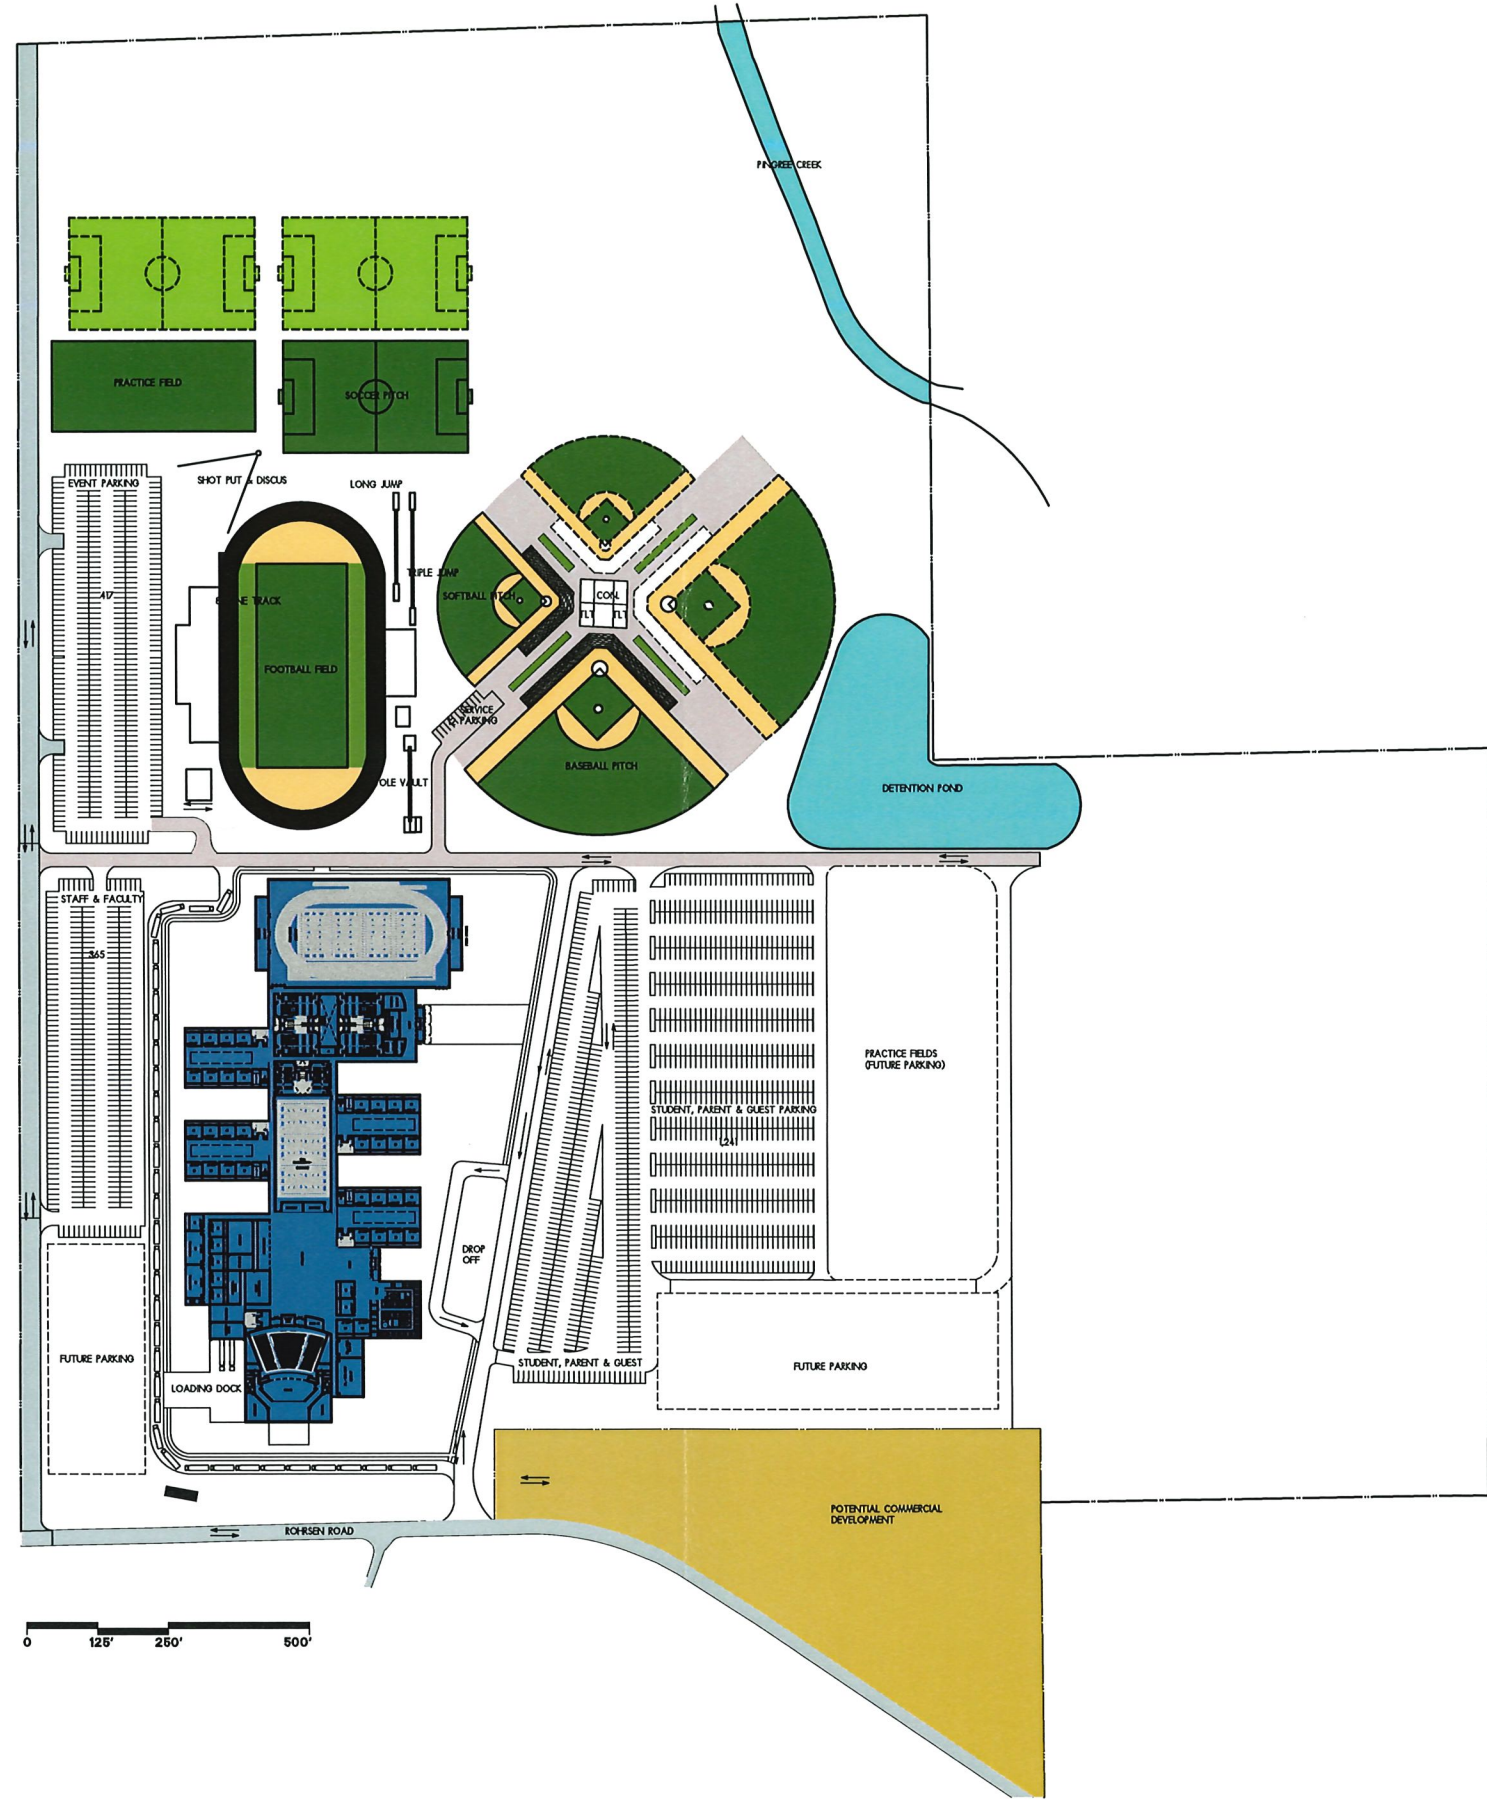 PINGREE CREEK
PRACTICE FIELD
SOCCER PITCH
EVENT PARKING
SHOT PUT & DISCUS
LONG JUMP
TRIPLE JUMP
417
SOFTBALL PITCH
CON.
TLT TLT
TRACK
FOOTBALL FIELD
SERVICE
PARKING
BASEBALL PITCH
OLE VAULT
DETENTION POND
STAFF & FACULTY
365
PRACTICE FIELDS
(FUTURE PARKING)
STUDENT, PARENT & GUEST PARKING
1,241
DROP
OFF
FUTURE PARKING
STUDENT, PARENT & GUEST
FUTURE PARKING
LOADING DOCK
POTENTIAL COMMERCIAL
DEVELOPMENT
ROHRSEN ROAD
0 125' 250' 500'